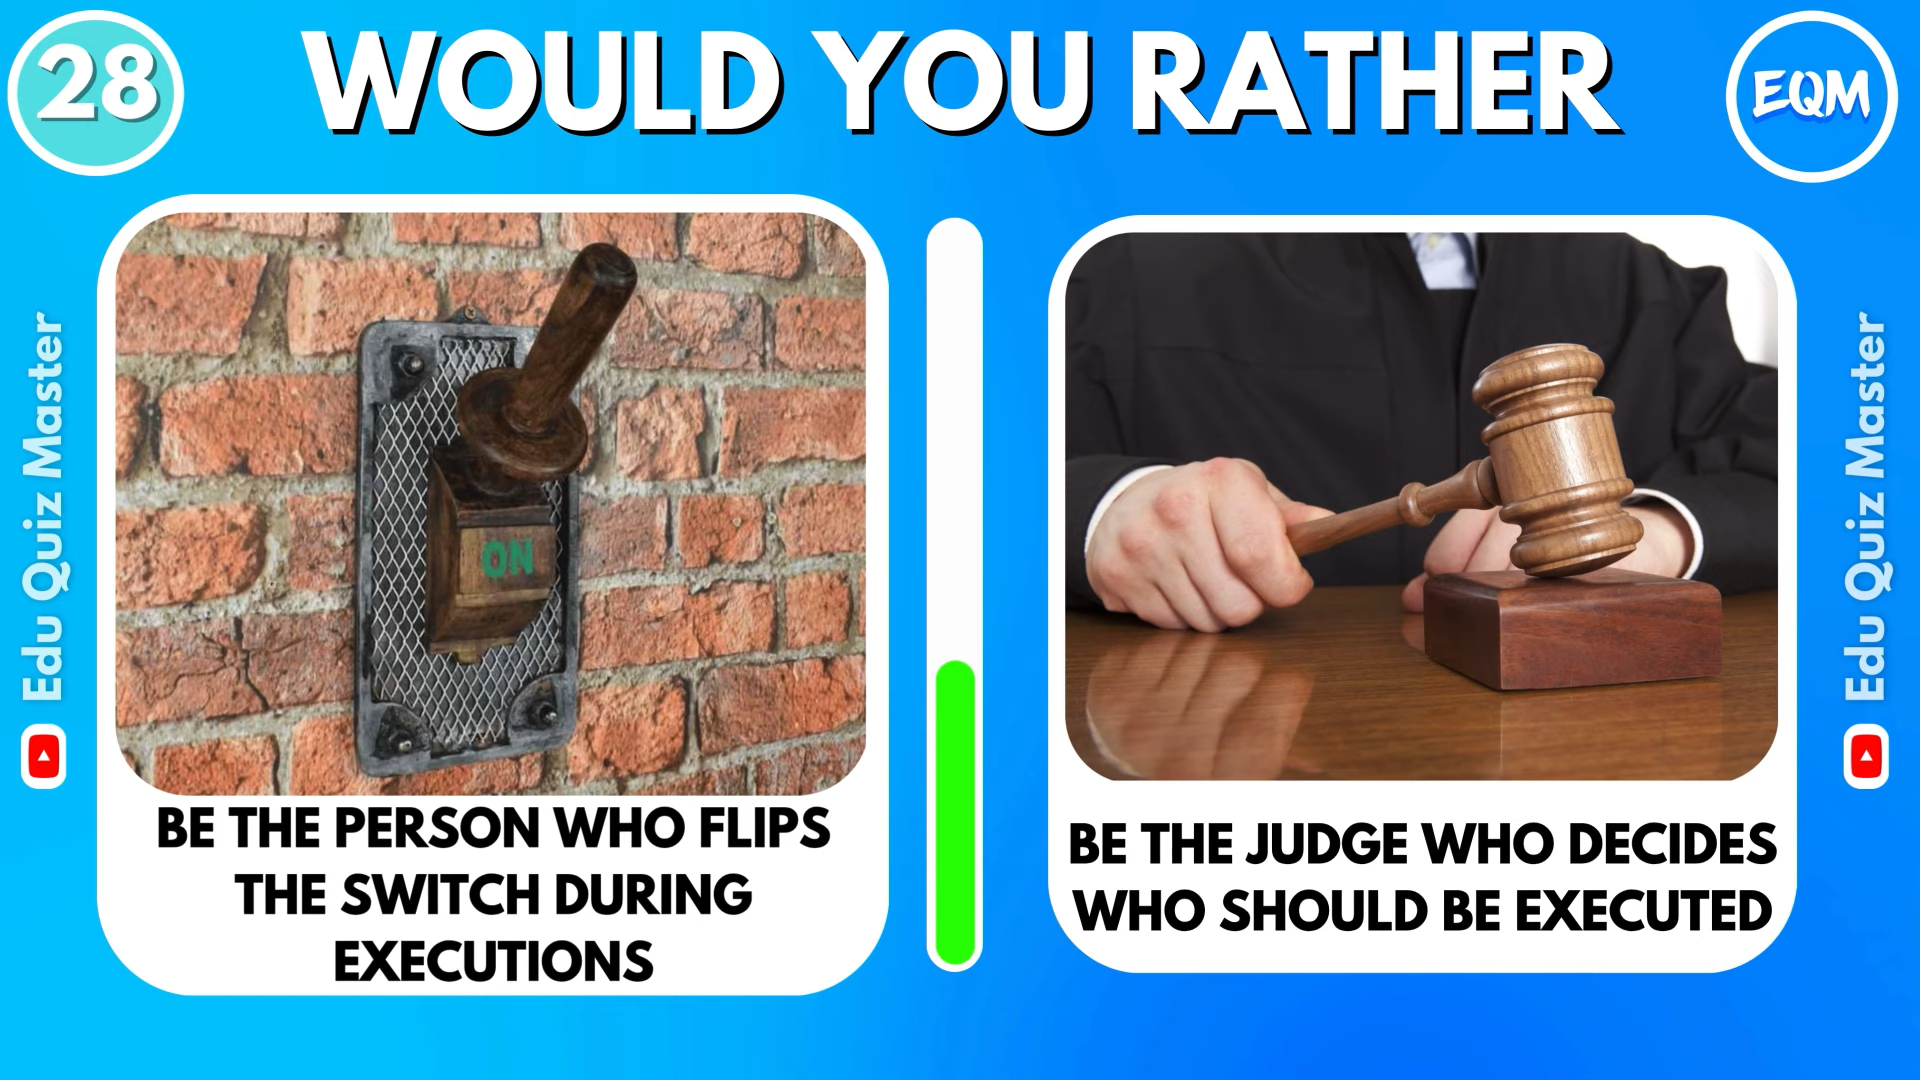 28
WOULD YOU RATHER
EQM
Edu Quiz Master
ON
BE THE PERSON WHO FLIPS
THE SWITCH DURING
EXECUTIONS
BE THE JUDGE WHO DECIDES
WHO SHOULD BE EXECUTED
Edu Quiz Master